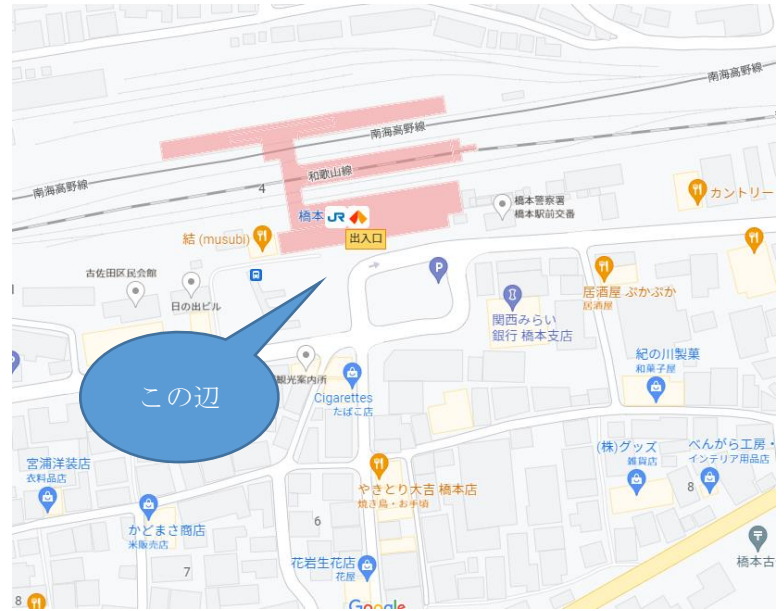 南海高野線
南海高野線
和歌山線
南海高野線
4
橋本
JR
橋本警察署
橋本駅前交番
カントリー
結 (musubi)
出入口
古佐田区民会館
日の出ビル
P
居酒屋 ぷかぷか
居酒屋
関西みらい
銀行 橋本支店
観光案内所
紀の川製菓
和菓子屋
この辺
Cigarettes
たばこ店
(株)グッズ
雑貨店
べんがら工房・
インテリア用品店
宮浦洋装店
衣料品店
やきとり大吉 橋本店
焼き鳥・お手頃
8
かどまさ商店
米販売店
6
橋本古
花岩生花店
花屋
7
8
Google